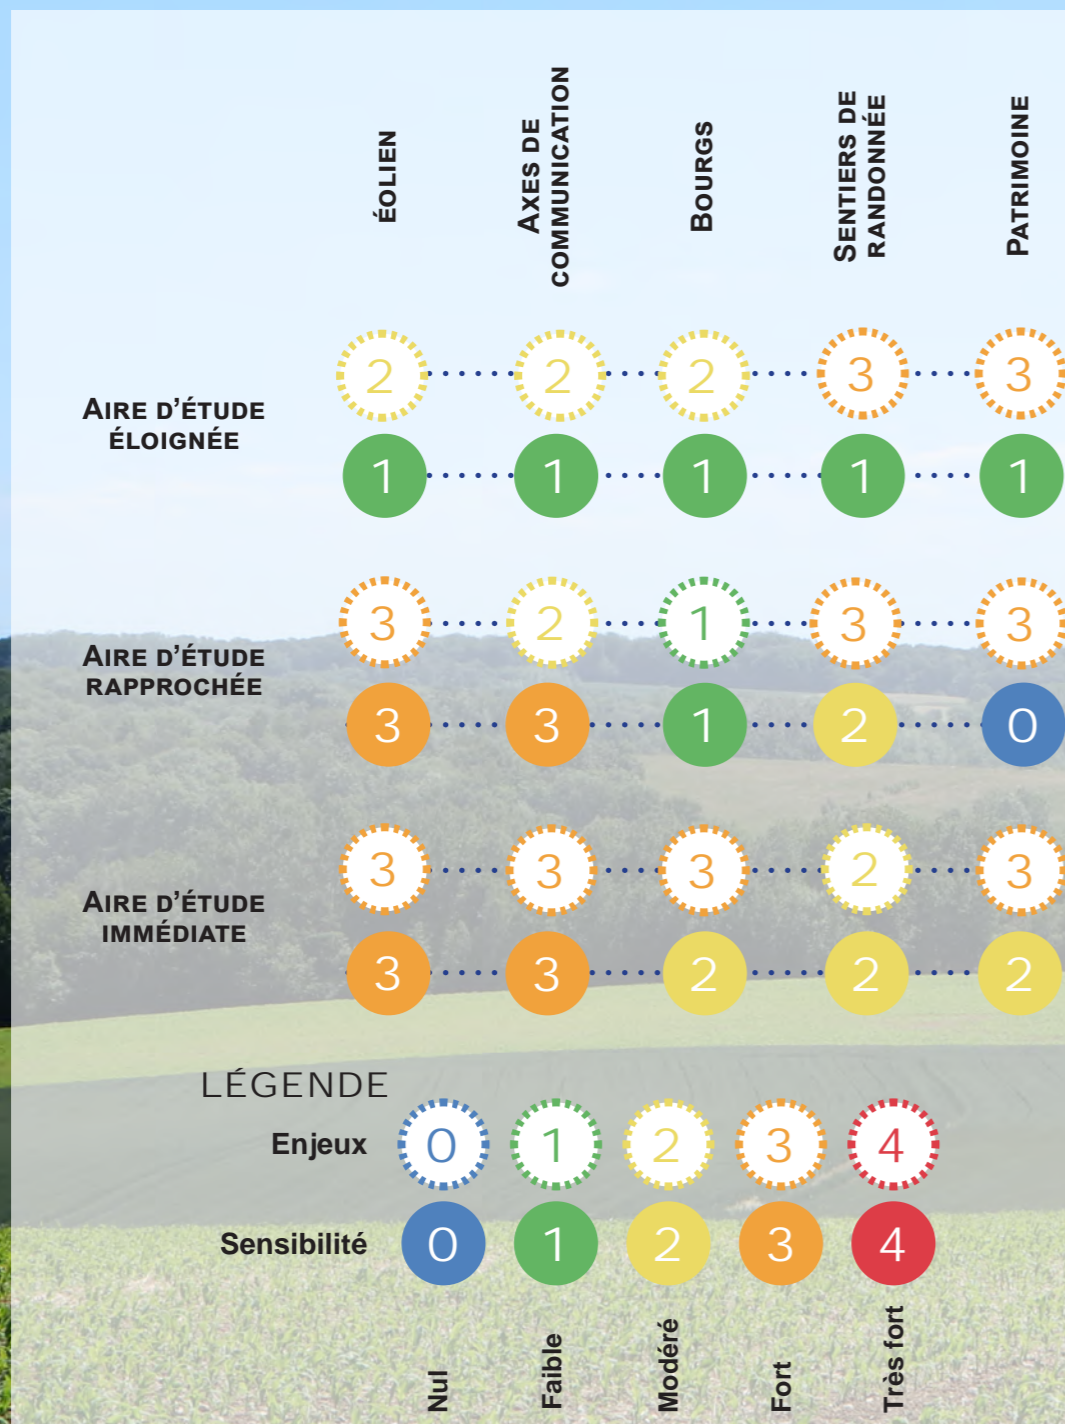 ÉOLIEN
AXES DE
COMMUNICATION
BOURGS
SENTIERS DE
RANDONNÉE
PATRIMOINE
2 2 2 3 3
AIRE D'ÉTUDE
ÉLOIGNÉE
1 1 1 1 1
3 2 1 3 3
AIRE D'ÉTUDE
RAPPROCHÉE
3 3 1 2 0
3 3 3 2 3
AIRE D'ÉTUDE
IMMÉDIATE
3 3 2 2 2
LÉGENDE
Enjeux 0 1 2 3 4
Sensibilité 0 1 2 3 4
Nul
Faible
Modéré
Fort
Très fort